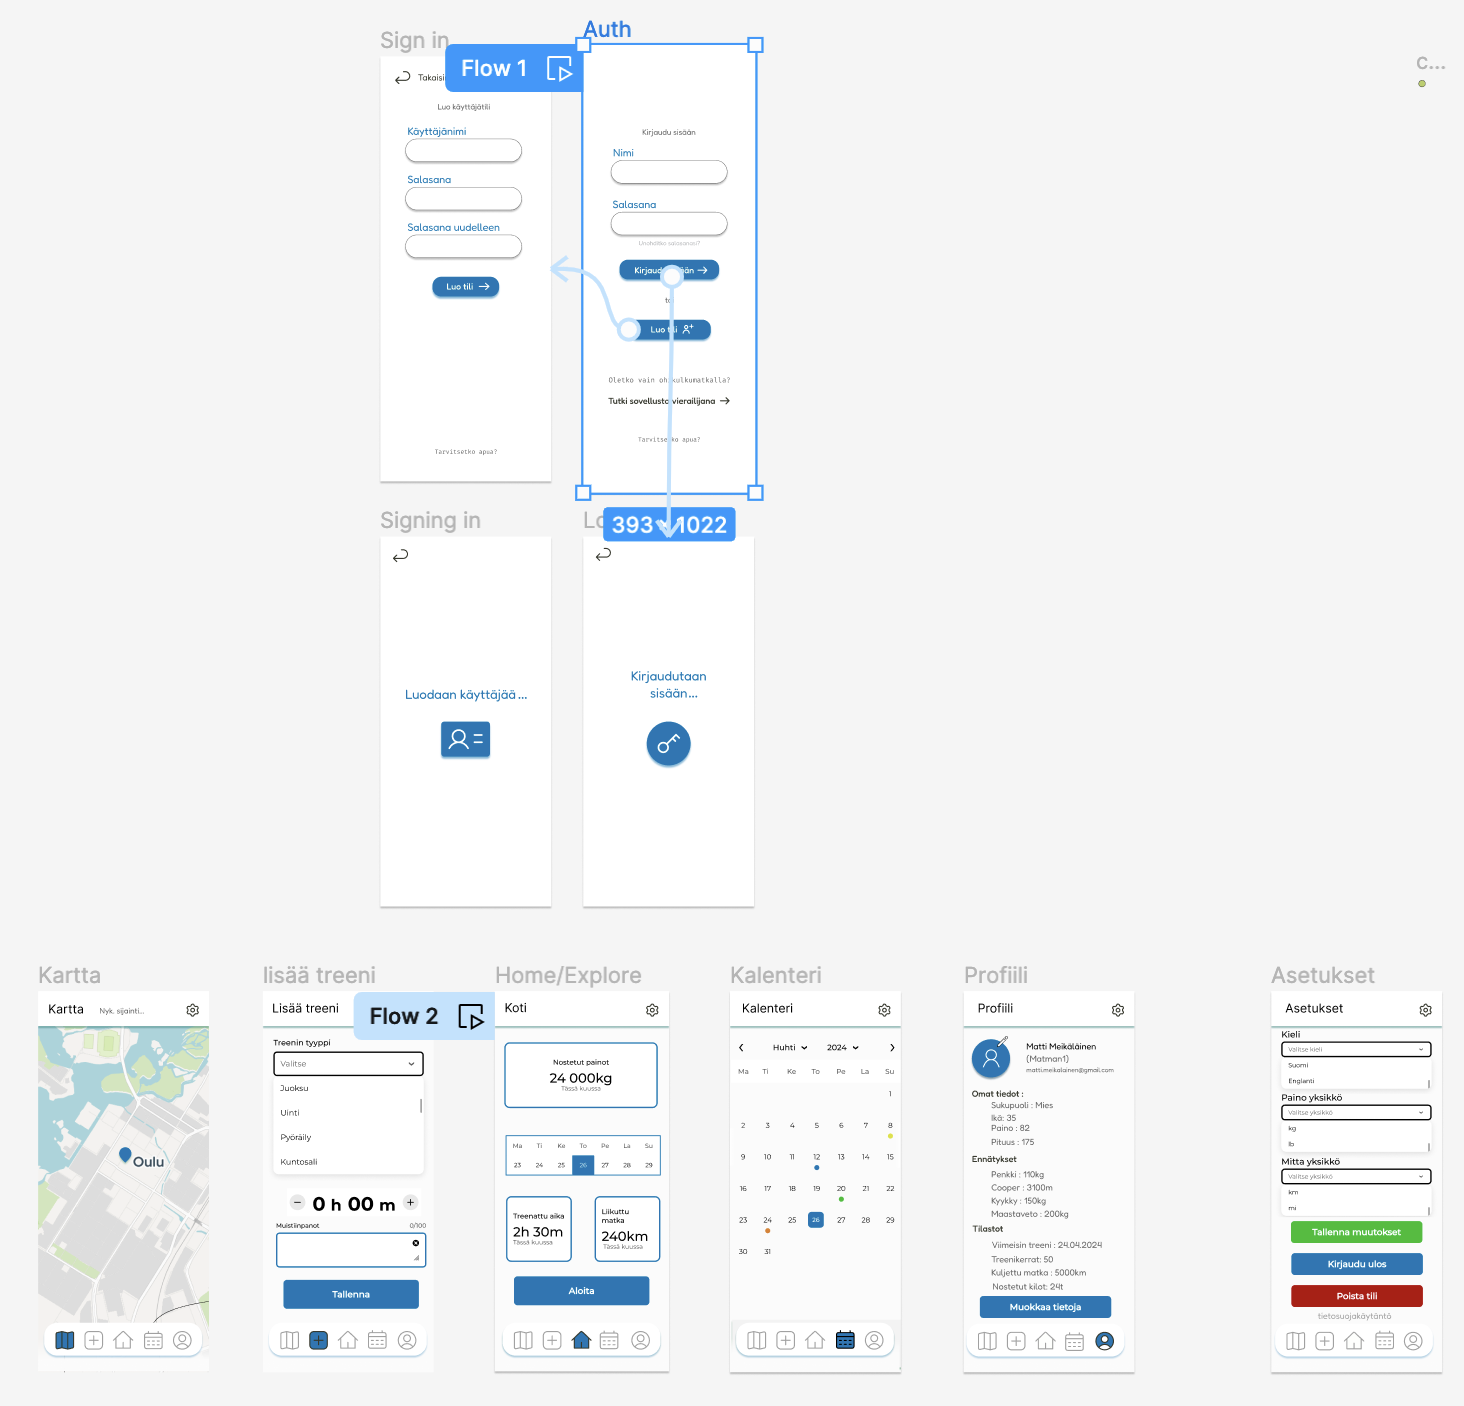 Sign in
Auth
C...
Flow 1
Luo käyttäjätili
Käyttäjänimi
Salasana
Salasana uudelleen
Luo tili
Tarvitsetko apua?
Kirjaudu sisään
Nimi
Salasana
Unohditko salasanasi?
Luo tili
Oletko vain ohikulkumatkalla?
Tutki sovellusta vierailijana
Tarvitsetko apua?
393 × 1022
Signing in
Luodaan käyttäjää...
Kirjaudutaan
sisään...
Kartta
Kartta
Nyk. sijainti...
Oulu
lisää treeni
Lisää treeni
Flow 2
Treenin tyyppi
Valitse
Juoksu
Uinti
Pyöräily
Kuntosali
0 h 00 m
Muistiinpanot 0/100
Tallenna
Home/Explore
Koti
Nostetut painot
24 000kg
Tässä kuussa
Ma Ti Ke To Pe La Su
23 24 25 26 27 28 29
Treenattu aika
2h 30m
Tässä kuussa
Liikuttu
matka
240km
Tässä kuussa
Aloita
Kalenteri
Kalenteri
Huhti 2024
Ma Ti Ke To Pe La Su
1
2 3 4 5 6 7 8
9 10 11 12 13 14 15
16 17 18 19 20 21 22
23 24 25 26 27 28 29
30 31
Profiili
Profiili
Matti Meikäläinen
(Matman1)
matti.meikalainen@gmail.com
Omat tiedot :
Sukupuoli : Mies
Ikä: 35
Paino : 82
Pituus : 175
Ennätykset
Penkki : 110kg
Cooper : 3100m
Kyykky : 150kg
Maastaveto : 200kg
Tilastot
Viimeisin treeni : 24.04.2024
Treenikerrat: 50
Kuljettu matka : 5000km
Nostetut kilot: 24t
Muokkaa tietoja
Asetukset
Asetukset
Kieli
Valitse kieli
Suomi
Englanti
Paino yksikkö
Valitse yksikkö
kg
lb
Mitta yksikkö
Valitse yksikkö
km
mi
Tallenna muutokset
Kirjaudu ulos
Poista tili
tietosuojakäytäntö